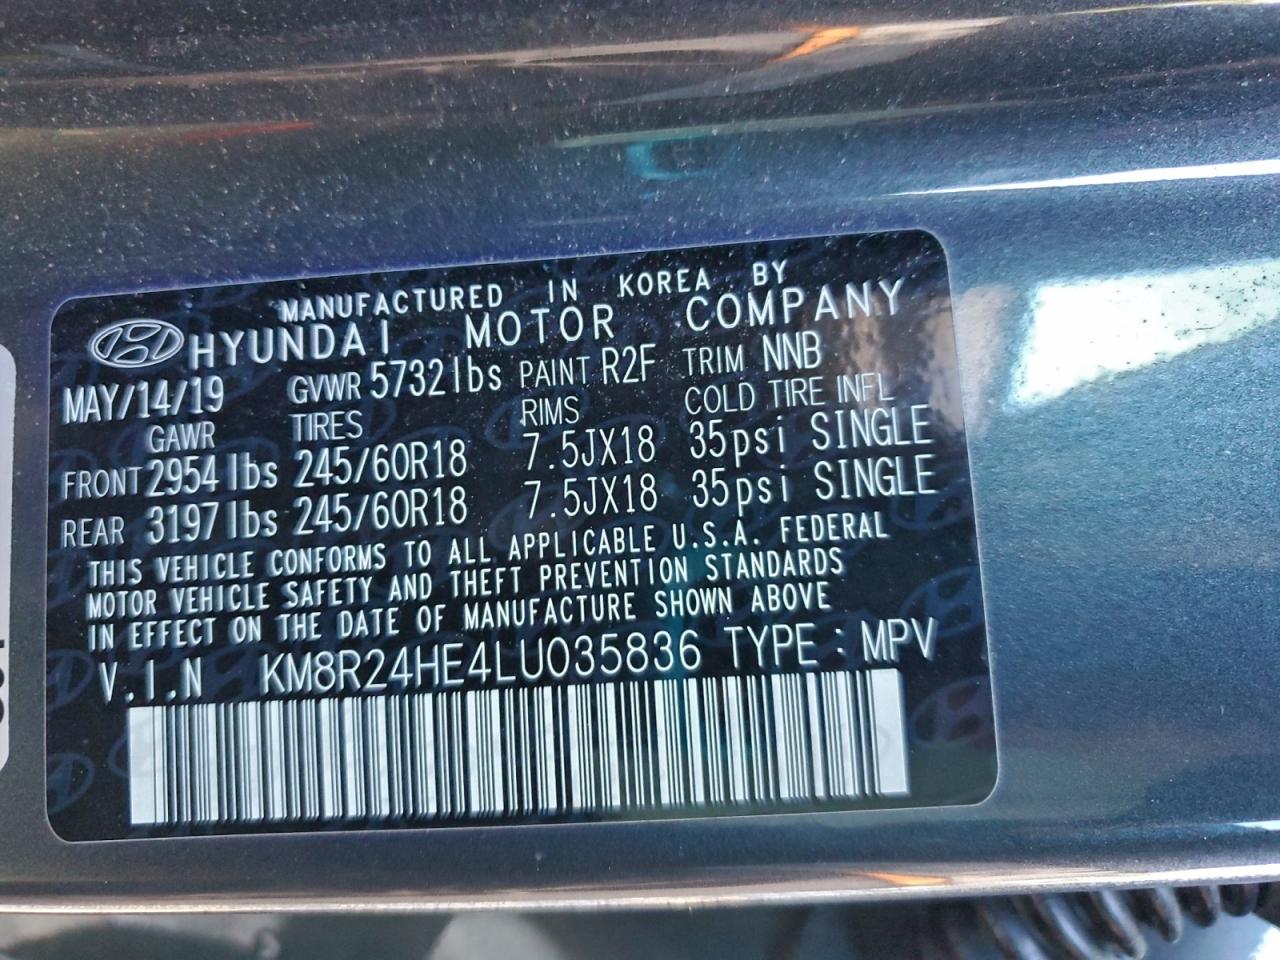 MANUFACTURED IN KOREA BY
HYUNDAI MOTOR COMPANY
MAY/14/19 GVWR 5732lbs PAINT R2F TRIM NNB
GAWR TIRES RIMS COLD TIRE INFL
FRONT 2954lbs 245/60R18 7.5JX18 35psi SINGLE
REAR 3197lbs 245/60R18 7.5JX18 35psi SINGLE
THIS VEHICLE CONFORMS TO ALL APPLICABLE U.S.A. FEDERAL
MOTOR VEHICLE SAFETY AND THEFT PREVENTION STANDARDS
IN EFFECT ON THE DATE OF MANUFACTURE SHOWN ABOVE
V.I.N KM8R24HE4LU035836 TYPE : MPV